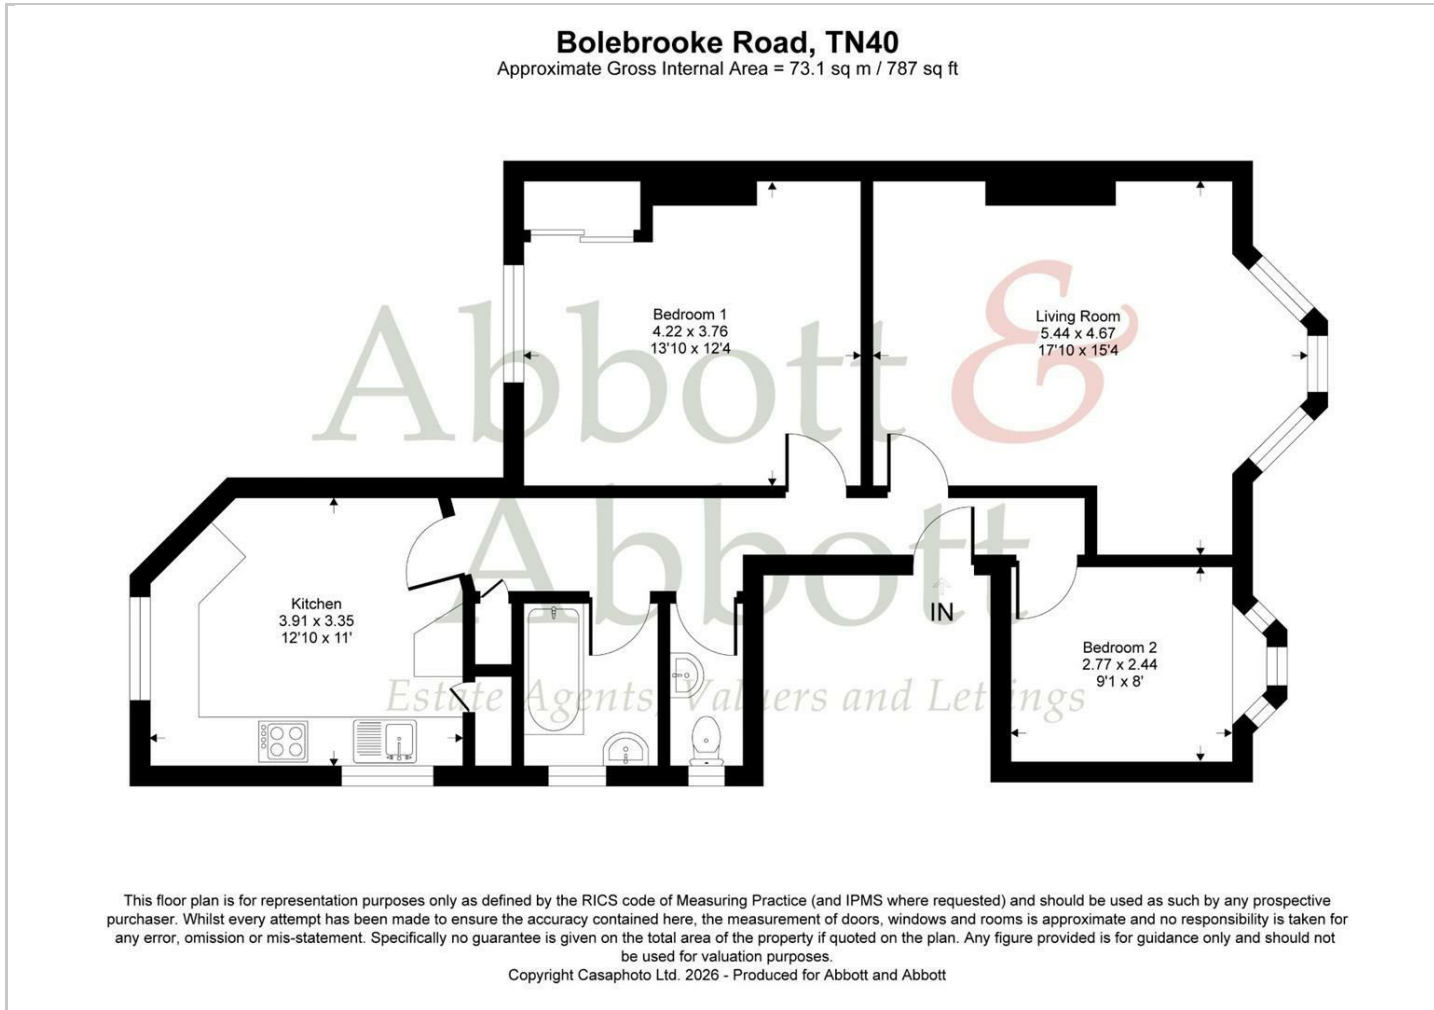 Bolebrooke Road, TN40
Approximate Gross Internal Area = 73.1 sq m / 787 sq ft
Bedroom 1
4.22 x 3.76
13'10 x 12'4
Living Room
5.44 x 4.67
17'10 x 15'4
Abbott &
Abbott
Kitchen
3.91 x 3.35
12'10 x 11'
IN
Bedroom 2
2.77 x 2.44
9'1 x 8'
Estate Agents, Valuers and Lettings
This floor plan is for representation purposes only as defined by the RICS code of Measuring Practice (and IPMS where requested) and should be used as such by any prospective
purchaser. Whilst every attempt has been made to ensure the accuracy contained here, the measurement of doors, windows and rooms is approximate and no responsibility is taken for
any error, omission or mis-statement. Specifically no guarantee is given on the total area of the property if quoted on the plan. Any figure provided is for guidance only and should not
be used for valuation purposes.
Copyright Casaphoto Ltd. 2026 - Produced for Abbott and Abbott